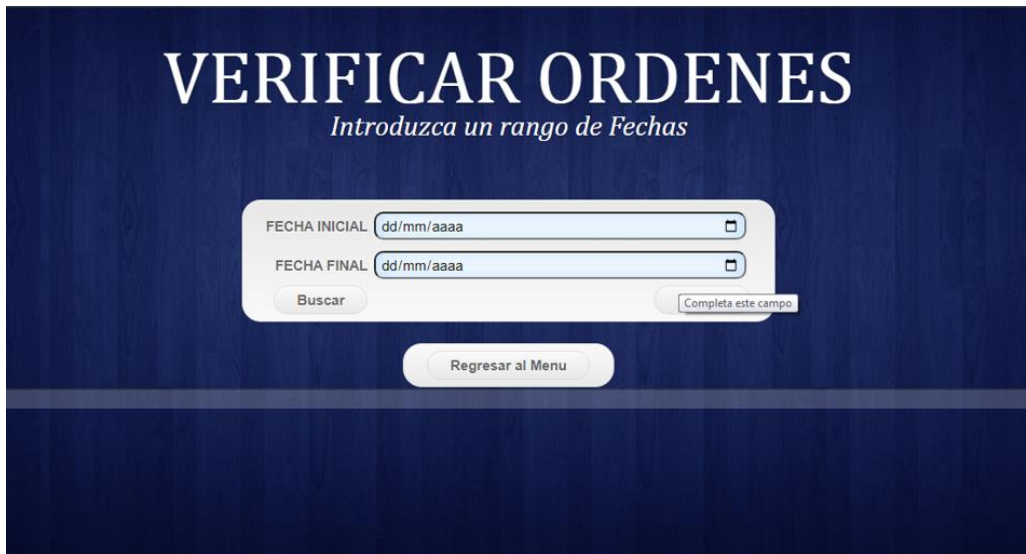 VERIFICAR ORDENES
Introduzca un rango de Fechas
FECHA INICIAL dd/mm/aaaa
FECHA FINAL dd/mm/aaaa
Buscar
Completa este campo
Regresar al Menu